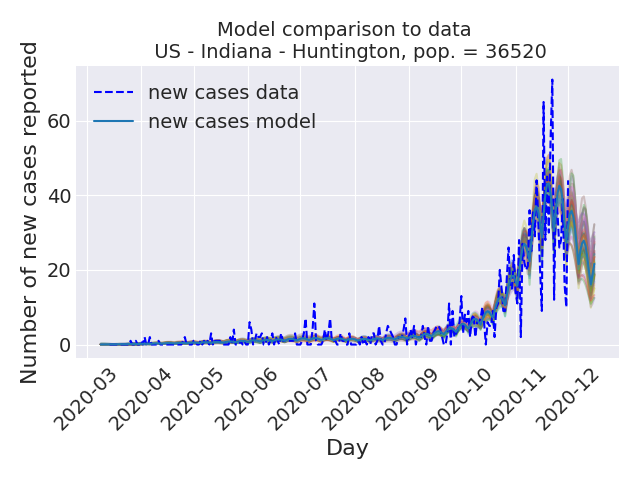 Model comparison to data
US - Indiana - Huntington, pop. = 36520
Number of new cases reported
new cases data
new cases model
60
40
20
0
2020-03
2020-04
2020-05
2020-06
2020-07
2020-08
2020-09
2020-10
2020-11
2020-12
Day